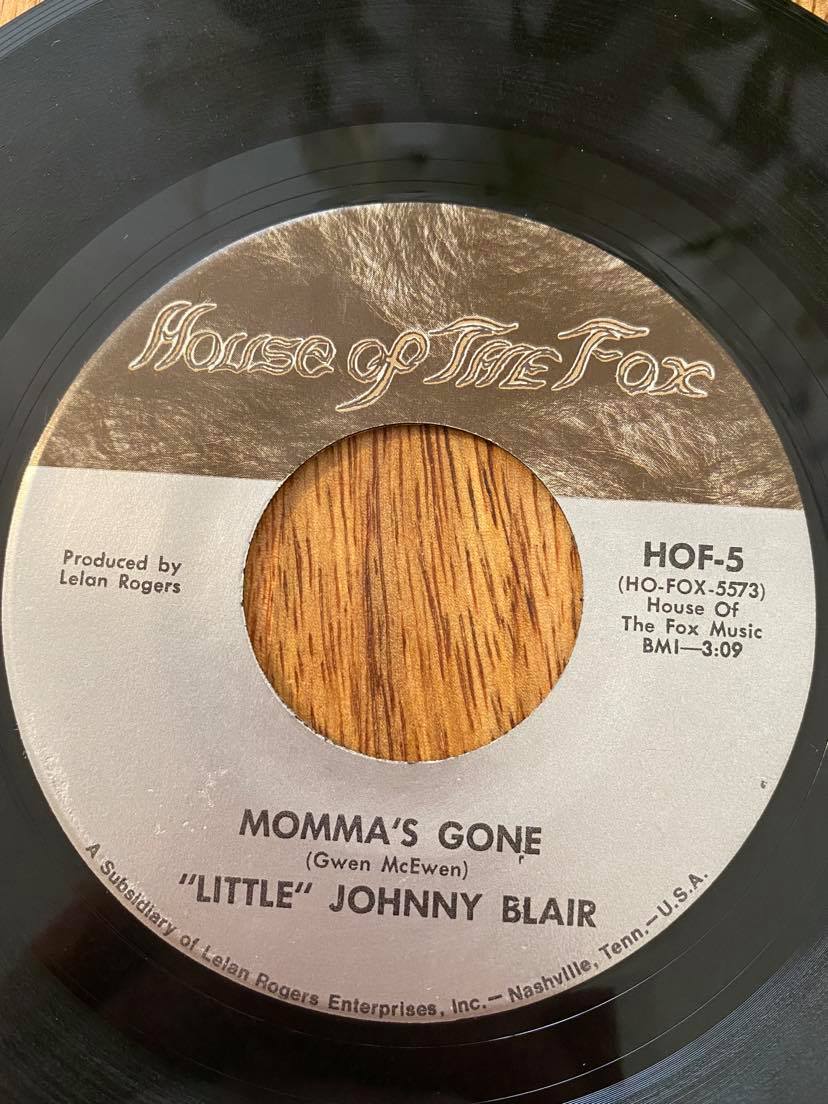 House of The Fox
Produced by
Lelan Rogers
HOF-5
(HO-FOX-5573)
House Of
The Fox Music
BMI—3:09
MOMMA'S GONE
(Gwen McEwen)
"LITTLE" JOHNNY BLAIR
A Subsidiary of Lelan Rogers Enterprises, Inc.— Nashville, Tenn.—U.S.A.